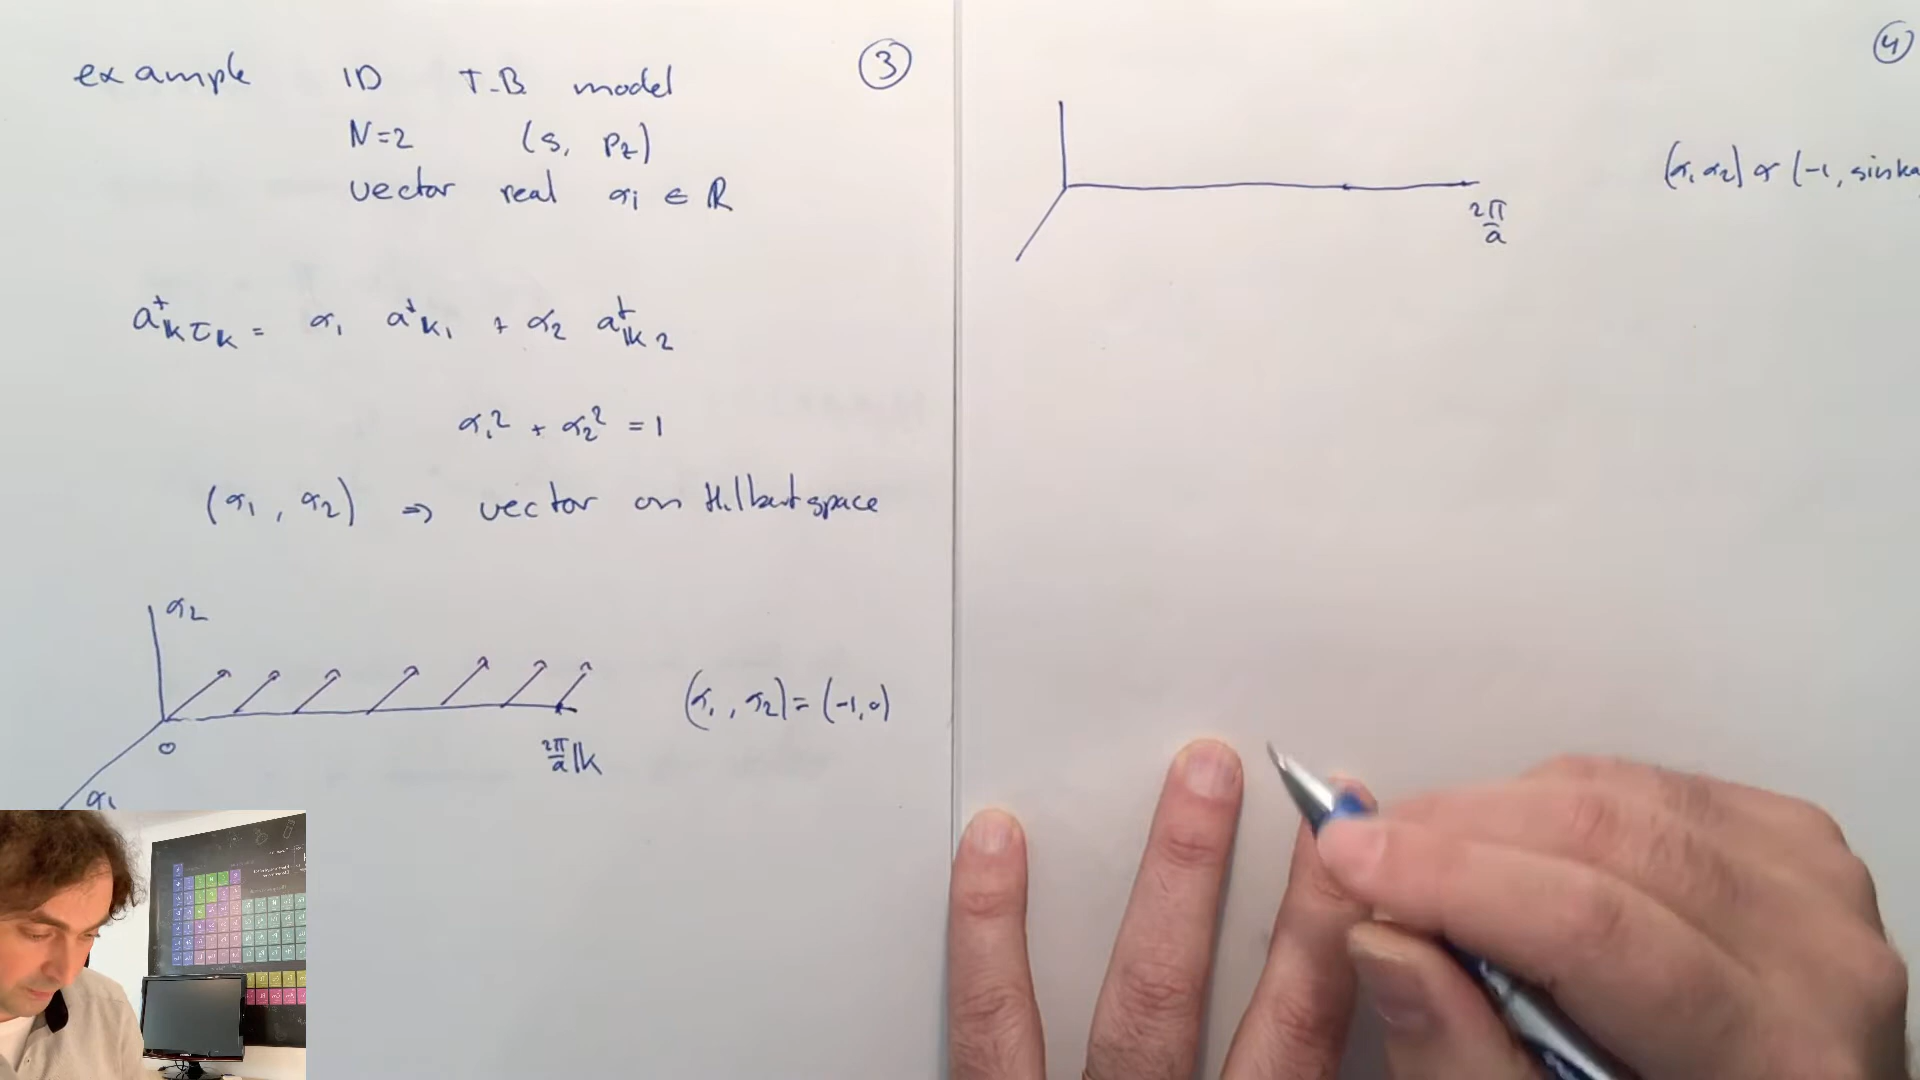 example 1D T-B model
N=2 (s, pz)
vector real αi ∈ ℝ
a⁺𝕜τk = α1 a⁺k1 + α2 a⁺𝕜2
α1² + α2² = 1
(α1, α2) ⇒ vector on Hilbert space
α2
0
2π/a 𝕜
α1
(α1, α2) = (-1, 0)
③
④
2π/a
(α1 α2) ∝ (-1, sinka